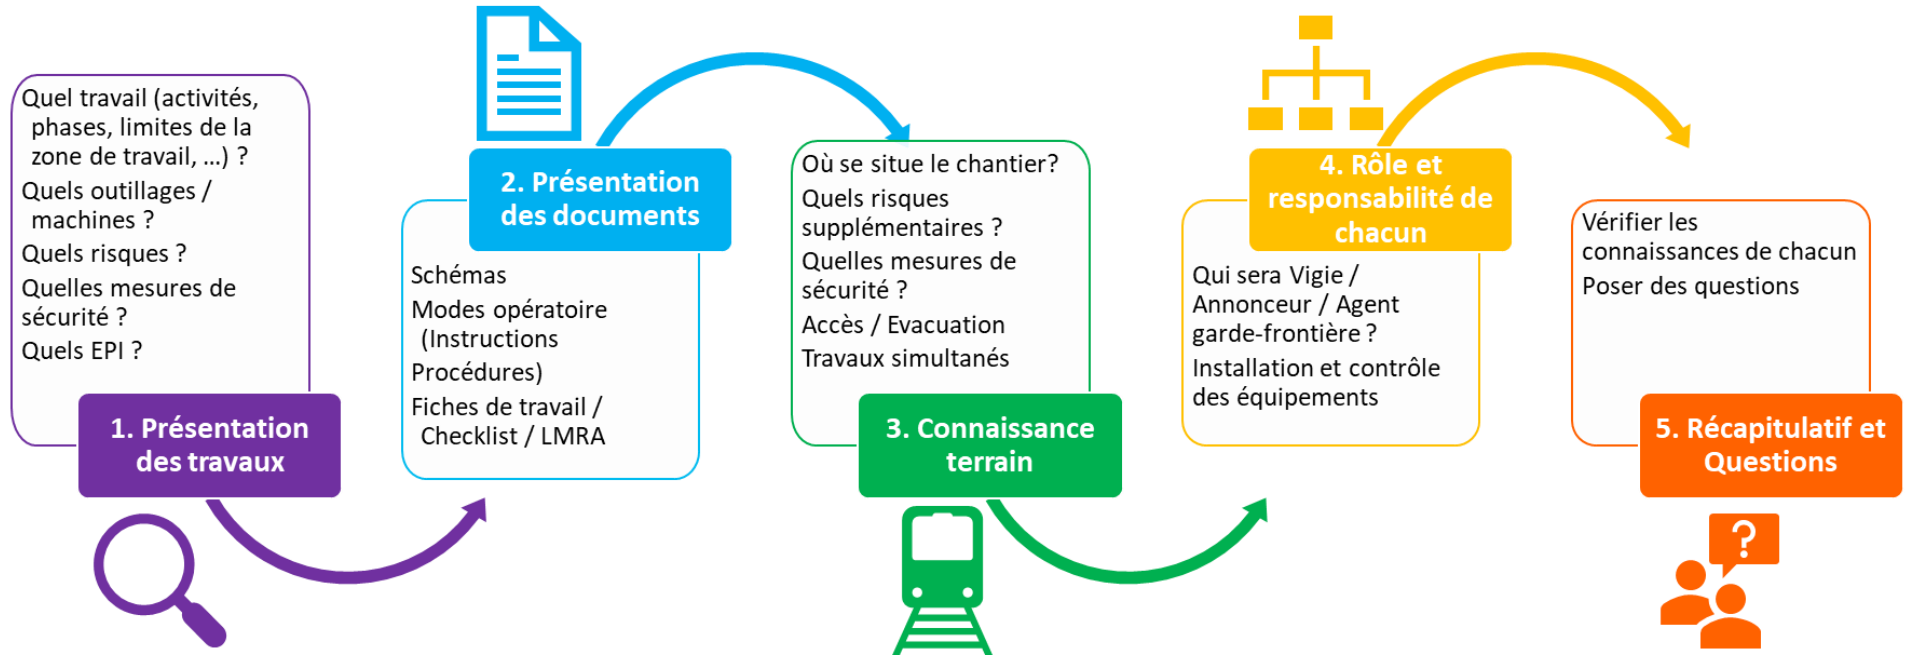 Quel travail (activités,
phases, limites de la
zone de travail, …) ?
Quels outillages /
machines ?
Quels risques ?
Quelles mesures de
sécurité ?
Quels EPI ?
1. Présentation
des travaux
2. Présentation
des documents
Schémas
Modes opératoire
(Instructions
Procédures)
Fiches de travail /
Checklist / LMRA
Où se situe le chantier?
Quels risques
supplémentaires ?
Quelles mesures de
sécurité ?
Accès / Evacuation
Travaux simultanés
3. Connaissance
terrain
4. Rôle et
responsabilité de
chacun
Qui sera Vigie /
Annonceur / Agent
garde-frontière ?
Installation et contrôle
des équipements
Vérifier les
connaissances de chacun
Poser des questions
5. Récapitulatif et
Questions
?